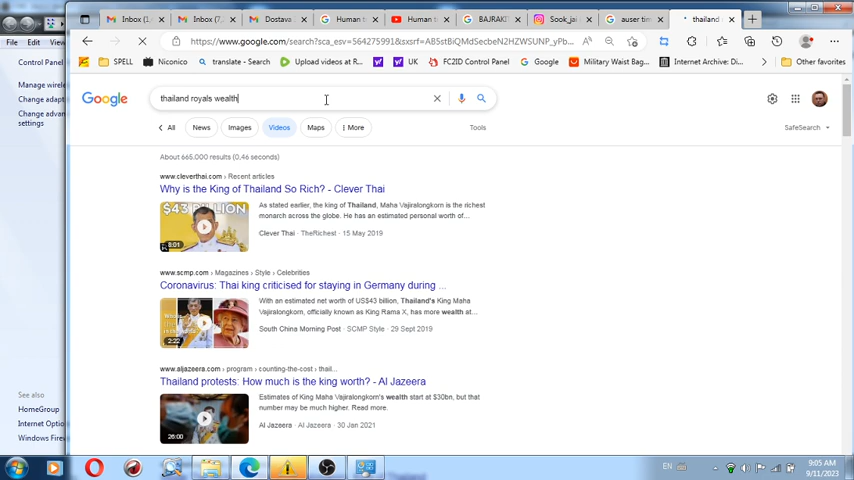 Inbox (1
Inbox (7,
Dostava
Human t
Human t
BAJRAKI
Sook_jai
auser tim
thailand r
File Edit View
https://www.google.com/search?sca_esv=564275991&sxsrf=AB5stBiQMdSecbeN2HZWSUNP_yPb...
SPELL
Niconico
translate - Search
Upload videos at R...
UK
FC2ID Control Panel
Google
Military Waist Bag...
Internet Archive: Di...
Other favorites
Control Panel
Manage wirele
Change adapt
Change advan
settings
Google
thailand royals wealth
All
News
Images
Videos
Maps
More
Tools
SafeSearch
About 665.000 results (0,46 seconds)
www.cleverthai.com › Recent articles
Why is the King of Thailand So Rich? - Clever Thai
$43 BILLION
8:01
As stated earlier, the king of Thailand, Maha Vajiralongkorn is the richest
monarch across the globe. He has an estimated personal worth of...
Clever Thai · TheRichest · 15 May 2019
www.scmp.com › Magazines › Style › Celebrities
Coronavirus: Thai king criticised for staying in Germany during ...
2:22
With an estimated net worth of US$43 billion, Thailand's King Maha
Vajiralongkorn, officially known as King Rama X, has more wealth at...
South China Morning Post · SCMP Style · 29 Sept 2019
www.aljazeera.com › program › counting-the-cost › thail...
Thailand protests: How much is the king worth? - Al Jazeera
26:00
Estimates of King Maha Vajiralongkorn's wealth start at $30bn, but that
number may be much higher. Read more.
Al Jazeera · Al Jazeera · 30 Jan 2021
See also
HomeGroup
Internet Optio
Windows Firew
EN
9:05 AM
9/11/2023